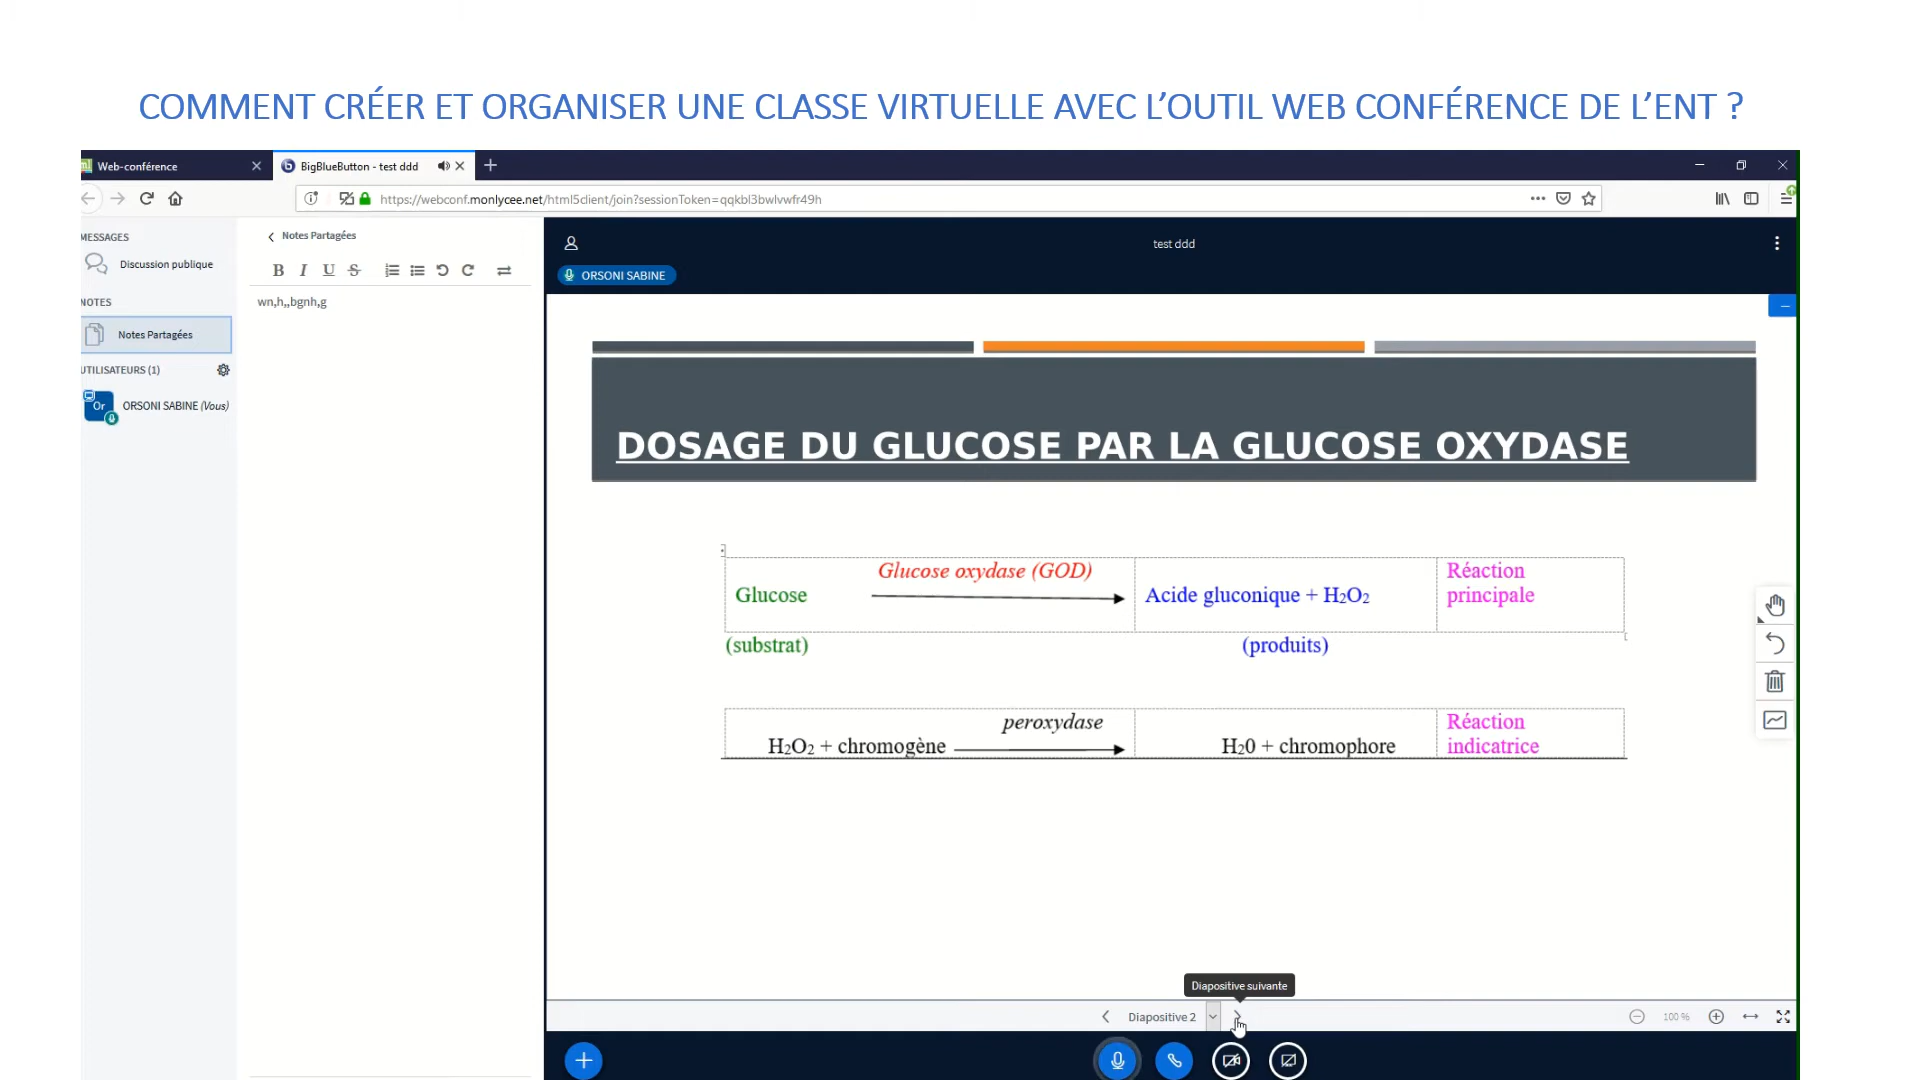 COMMENT CRÉER ET ORGANISER UNE CLASSE VIRTUELLE AVEC L’OUTIL WEB CONFÉRENCE DE L’ENT ?
Web-conférence
BigBlueButton - test ddd
https://webconf.monlycee.net/html5client/join?sessionToken=qqkbl3bwlvwfr49h
MESSAGES
Discussion publique
NOTES
Notes Partagées
UTILISATEURS (1)
Or
ORSONI SABINE (Vous)
Notes Partagées
B I U S
wn,h,,bgnh,g
test ddd
ORSONI SABINE
DOSAGE DU GLUCOSE PAR LA GLUCOSE OXYDASE
Glucose oxydase (GOD)
Glucose
Acide gluconique + H2O2
Réaction
principale
(substrat)
(produits)
peroxydase
H2O2 + chromogène
H20 + chromophore
Réaction
indicatrice
Diapositive suivante
Diapositive 2
100 %